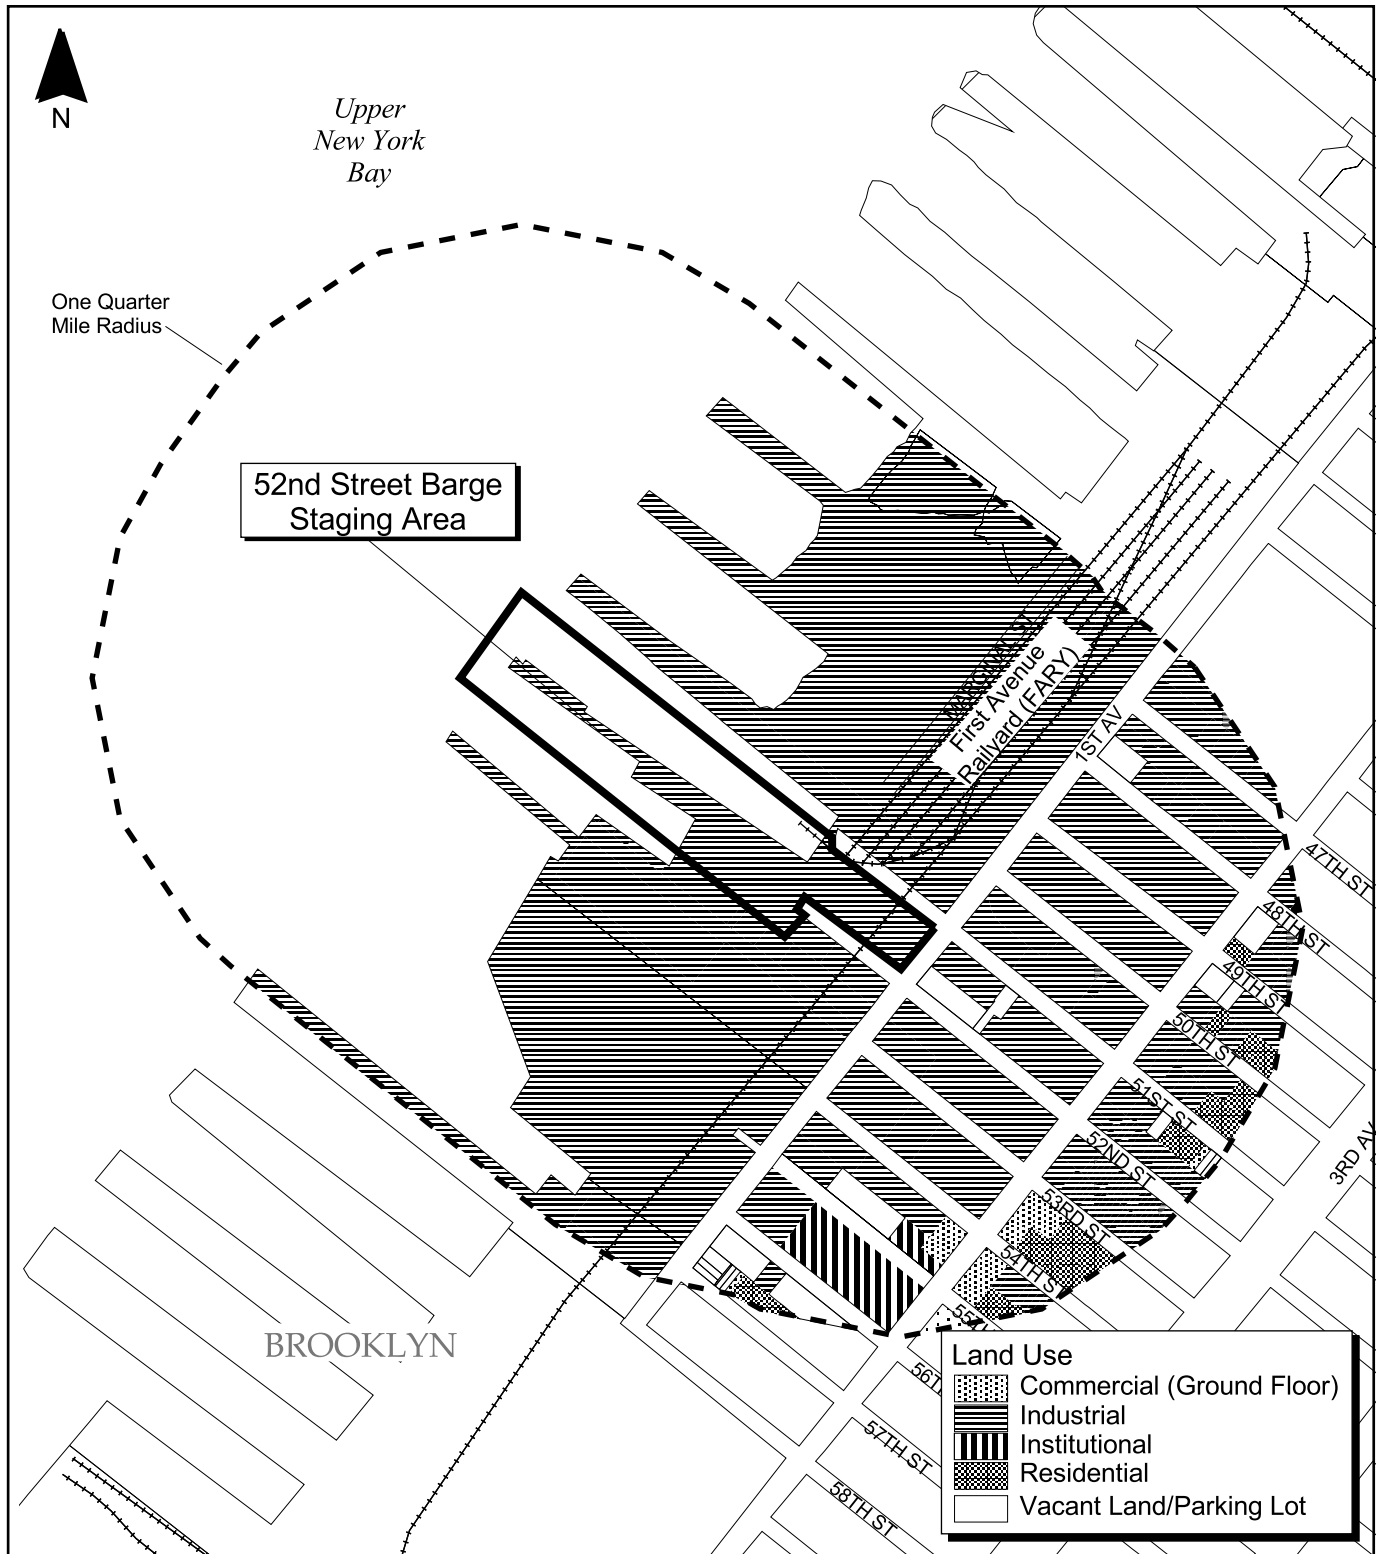 N
Upper
New York
Bay
One Quarter
Mile Radius
52nd Street Barge
Staging Area
MARGINAL ST
First Avenue
Railyard (FARY)
1ST AV
47TH ST
48TH ST
49TH ST
50TH ST
51ST ST
52ND ST
53RD ST
3RD AV
54TH S
BROOKLYN
57TH ST
58TH ST
Land Use
Commercial (Ground Floor)
Industrial
Institutional
Residential
Vacant Land/Parking Lot